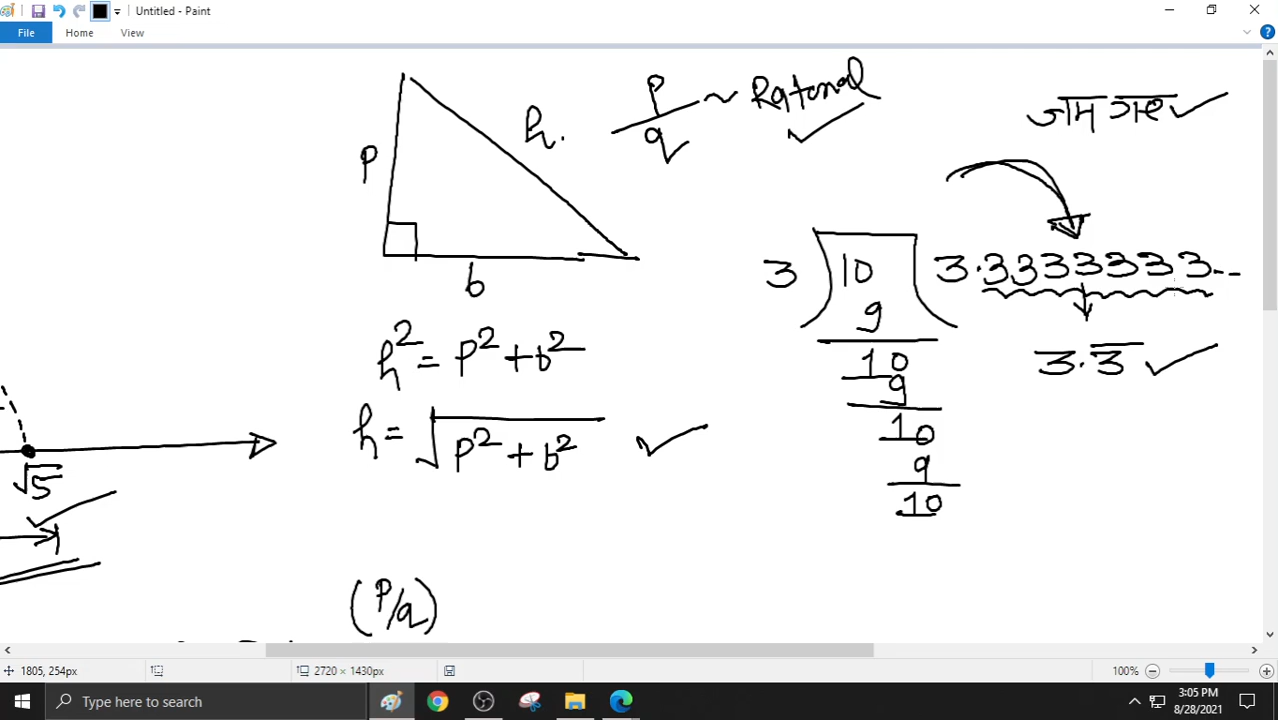 Untitled - Paint
File Home View
P
h.
b
p/q ~ Rational
h² = p² + b²
h = √(p² + b²)
√5
(P/q)
3 10 3.3333333...
9
10
9
10
9
10
3.3̅
1805, 254px
2720 × 1430px
100%
Type here to search
3:05 PM
8/28/2021